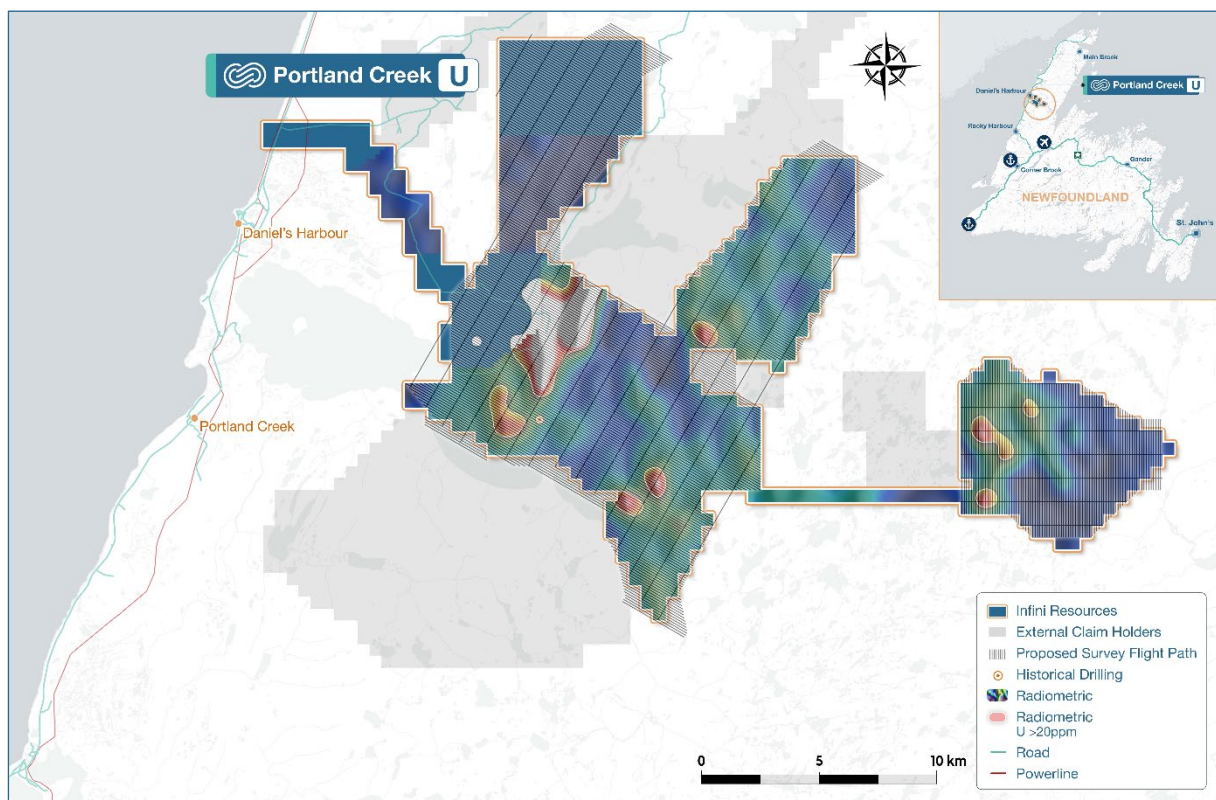 Portland Creek U
Daniel's Harbour
Portland Creek
Main Brook
Daniel's Harbour
Portland Creek U
Rocky Harbour
Gander
Corner Brook
NEWFOUNDLAND
St. John's
Infini Resources
External Claim Holders
Proposed Survey Flight Path
Historical Drilling
Radiometric
Radiometric
U >20ppm
Road
Powerline
0 5 10 km